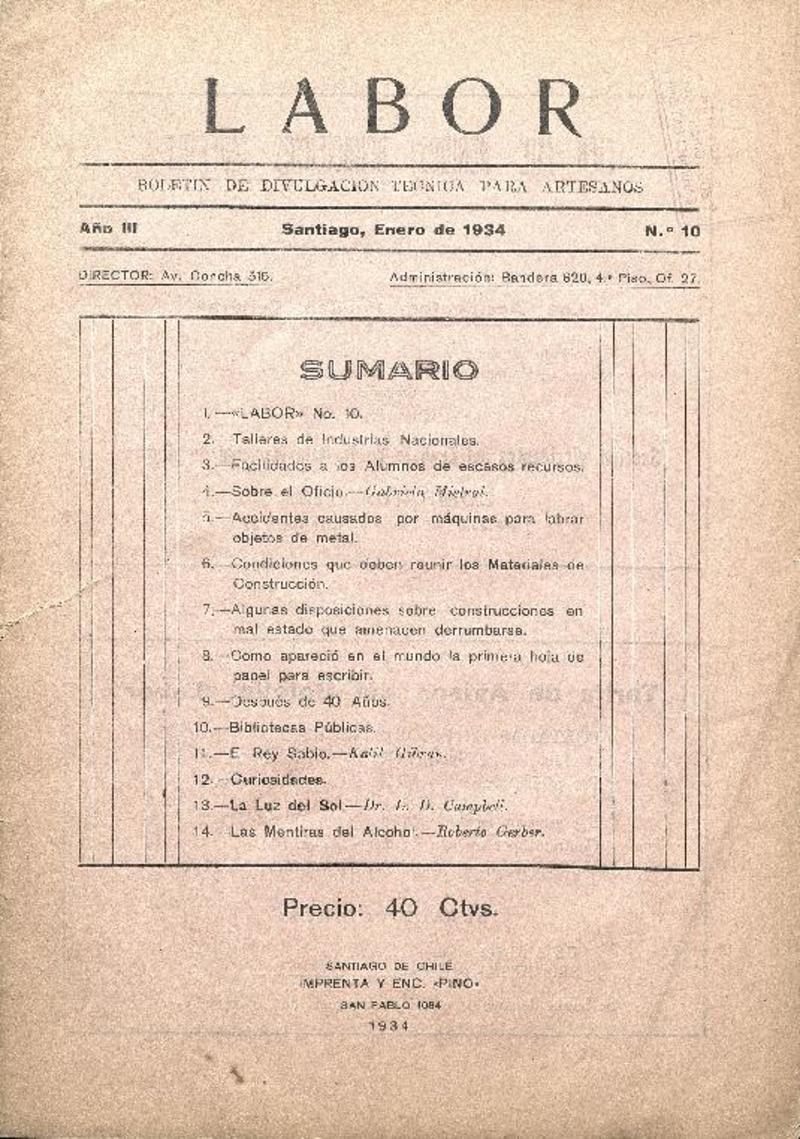 LABOR
BOLETIN DE DIVULGACION TECNICA PARA ARTESANOS
Año III Santiago, Enero de 1934 N.º 10
DIRECTOR: Av. Concha 315. Administración: Bandera 620, 4.º Piso, Of. 27.
SUMARIO
1.—«LABOR» No. 10.
2. Talleres de Industrias Nacionales.
3.—Facilidades a los Alumnos de escasos recursos.
4.—Sobre el Oficio.—Gabriela Mistral.
5.—Accidentes causados por máquinas para labrar
objetos de metal.
6.—Condiciones que deben reunir los Materiales de
Construcción.
7.—Algunas disposiciones sobre construcciones en
mal estado que amenacen derrumbarse.
8.—Como apareció en el mundo la primera hoja de
papel para escribir.
9.—Después de 40 Años.
10.—Bibliotecas Públicas.
11.—El Rey Sabio.—Kalil Gibran.
12.—Curiosidades.
13.—La Luz del Sol—Dr. D. Campbell.
14.—Las Mentiras del Alcohol.—Roberto Gerber.
Precio: 40 Ctvs.
SANTIAGO DE CHILE
IMPRENTA Y ENC. «PINO»
SAN PABLO 1084
1934